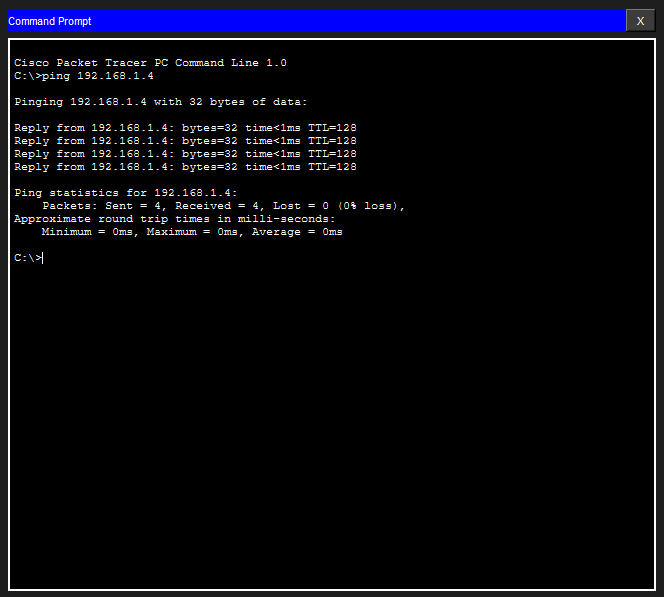 Command Prompt
X
Cisco Packet Tracer PC Command Line 1.0
C:\>ping 192.168.1.4
Pinging 192.168.1.4 with 32 bytes of data:
Reply from 192.168.1.4: bytes=32 time<1ms TTL=128
Reply from 192.168.1.4: bytes=32 time<1ms TTL=128
Reply from 192.168.1.4: bytes=32 time<1ms TTL=128
Reply from 192.168.1.4: bytes=32 time<1ms TTL=128
Ping statistics for 192.168.1.4:
    Packets: Sent = 4, Received = 4, Lost = 0 (0% loss),
Approximate round trip times in milli-seconds:
    Minimum = 0ms, Maximum = 0ms, Average = 0ms
C:\>